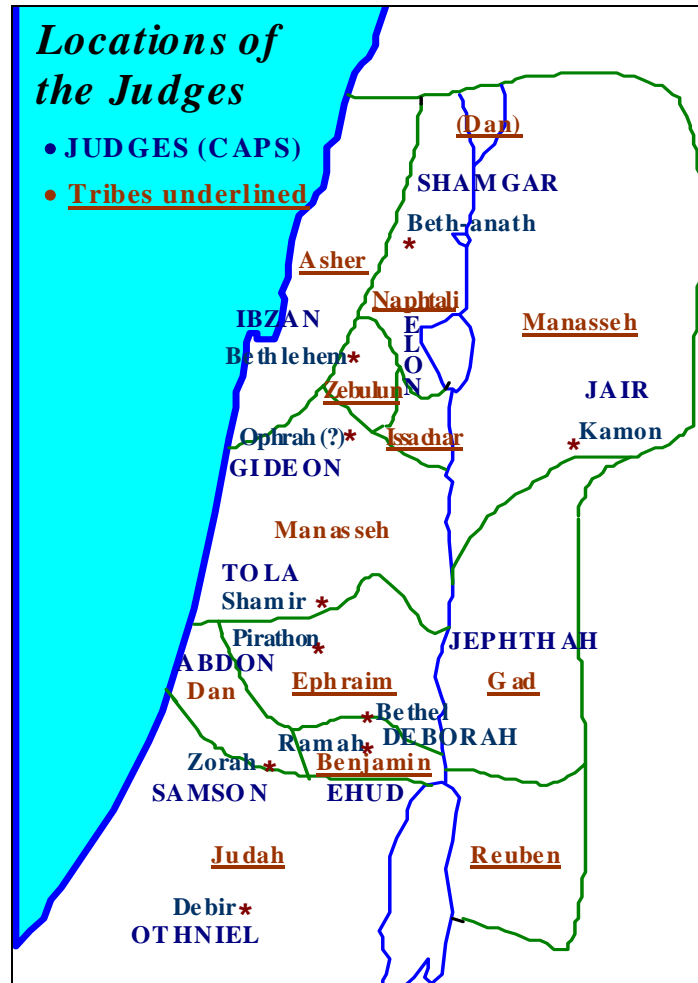 Locations of
the Judges
• JUDGES (CAPS)
• Tribes underlined
(Dan)
SHAMGAR
Beth-anath
Asher
Naphtali
IBZAN
ELON
Manasseh
Bethlehem
Zebulun
JAIR
Ophrah (?)
Issachar
Kamon
GIDEON
Manasseh
TOLA
Shamir
Pirathon
JEPHTHAH
ABDON
Dan
Ephraim
Gad
Bethel
Ramah
DEBORAH
Zorah
Benjamin
SAMSON
EHUD
Judah
Reuben
Debir
OTHNIEL